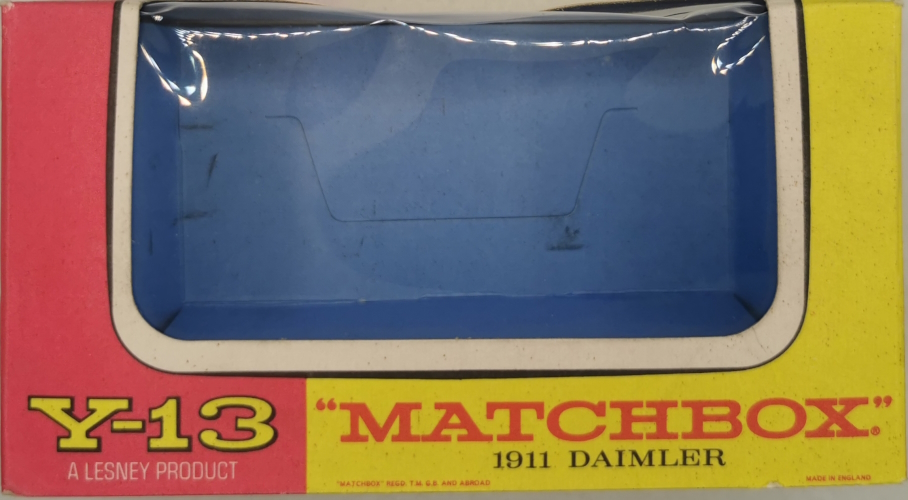 Y-13
A LESNEY PRODUCT
"MATCHBOX"®
1911 DAIMLER
"MATCHBOX" REGD. T.M. G.B. AND ABROAD
MADE IN ENGLAND